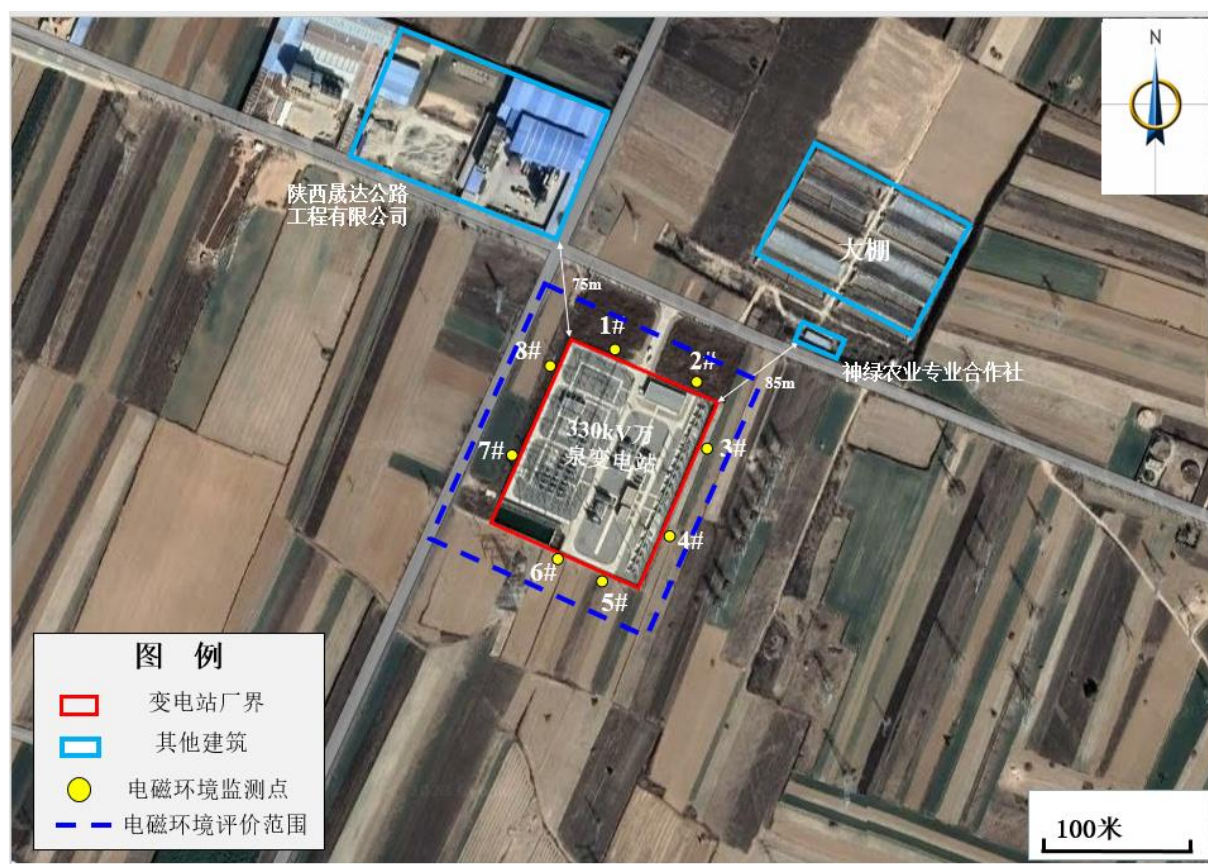 N
陕西晟达公路
工程有限公司
大棚
75m
1#
8#
2#
85m
神绿农业专业合作社
330kV万
泉变电站
3#
7#
4#
6#
5#
图 例
变电站厂界
其他建筑
电磁环境监测点
电磁环境评价范围
100米